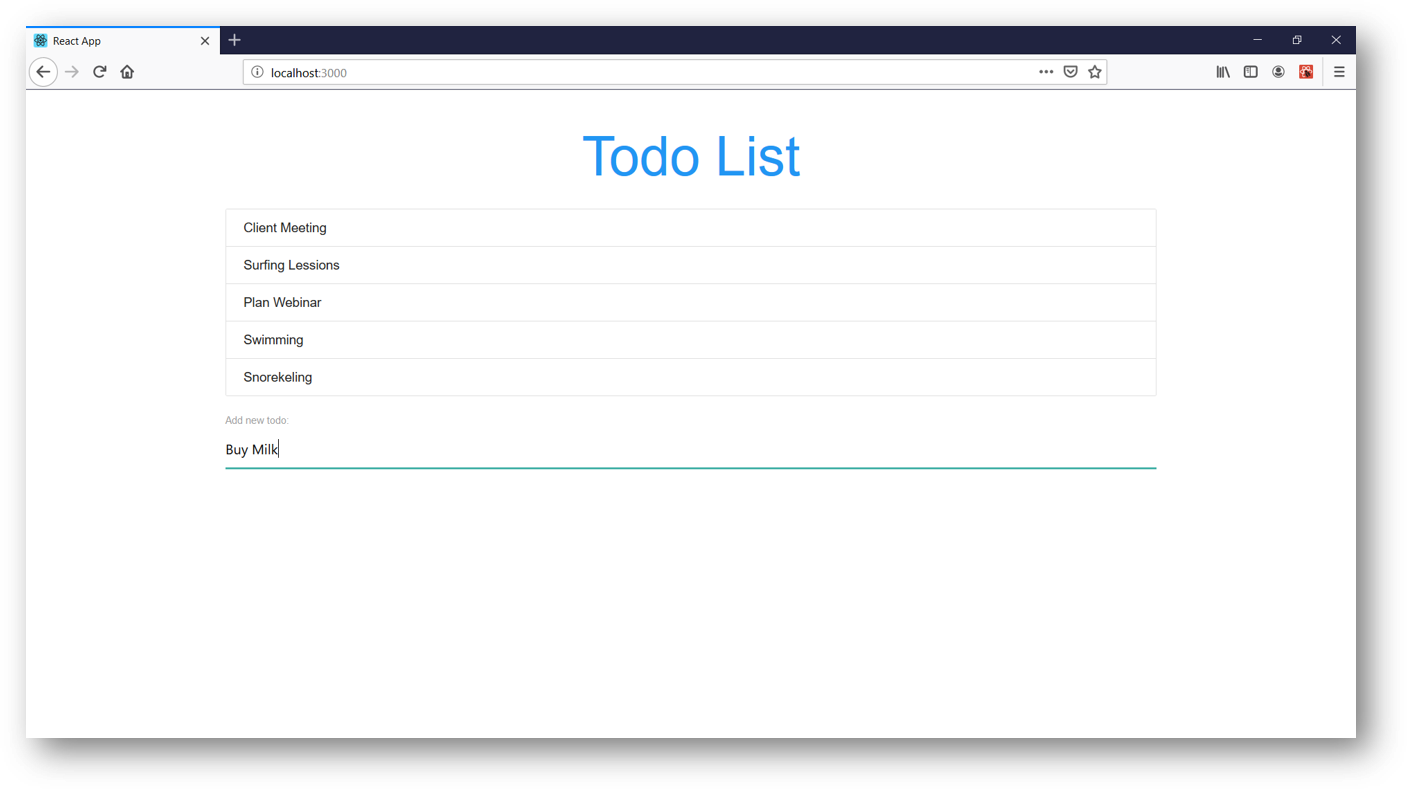 React App
localhost:3000
Todo List
Client Meeting
Surfing Lessions
Plan Webinar
Swimming
Snorekeling
Add new todo:
Buy Milk